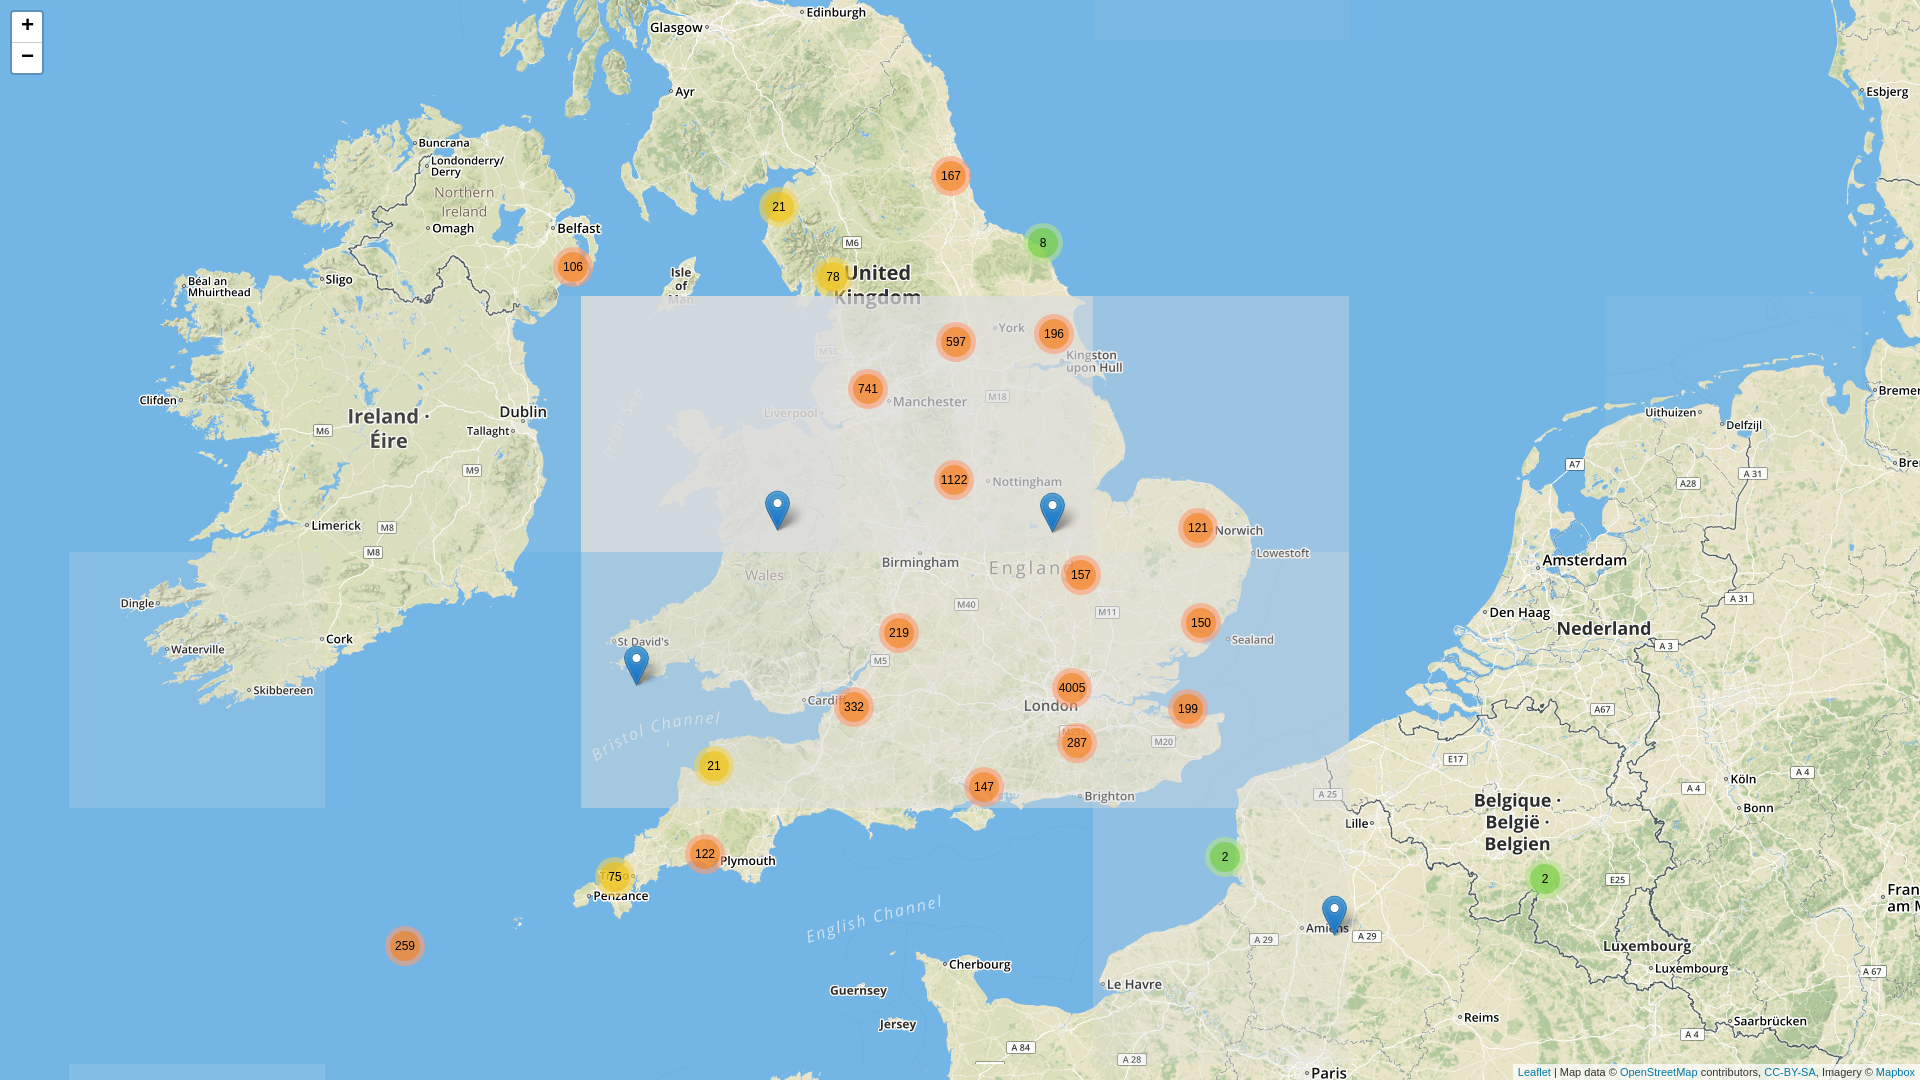 +
−
Edinburgh
Glasgow
Ayr
Esbjerg
Buncrana
Londonderry/
Derry
Northern
Ireland
Omagh
Belfast
167
21
8
M6
106
78
United
Kingdom
Isle
of
Man
Sligo
Béal an
Mhuirthead
597
York
196
Kingston
upon Hull
M55
741
Manchester
M18
Liverpool
Clifden
Ireland ·
Éire
Dublin
Tallaght
M6
M9
Uithuizen
Delfzijl
A7
A 31
A28
1122
Nottingham
Limerick
M8
M8
121
Norwich
Lowestoft
Birmingham
England
157
Wales
Amsterdam
A 31
Dingle
M40
M11
Den Haag
150
Nederland
219
Sealand
A 3
Cork
Waterville
St David's
M5
Skibbereen
4005
London
Cardiff
332
199
A67
Bristol Channel
287
M20
E17
21
Köln
A 4
A 4
Bonn
147
Brighton
A 25
Lille
Belgique ·
België ·
Belgien
122
Plymouth
2
75
Penzance
2
E25
English Channel
Amiens
A 29
A 29
259
Luxembourg
Luxembourg
A 67
Cherbourg
Le Havre
Guernsey
Jersey
Reims
Saarbrücken
A 4
A 84
A 28
Paris
Leaflet | Map data © OpenStreetMap contributors, CC-BY-SA, Imagery © Mapbox